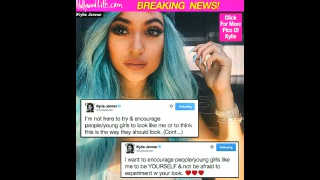 HollywoodLife.com
BREAKING NEWS!
/Kylie Jenner
Click
For More
Pics Of
Kylie
Kylie Jenner
Following
I'm not here to try & encourage
people/young girls to look like me or to think
this is the way they should look. (Cont...)
Kylie Jenner
Following
I want to encourage people/young girls like
me to be YOURSELF & not be afraid to
experiment w your look. ❤❤❤